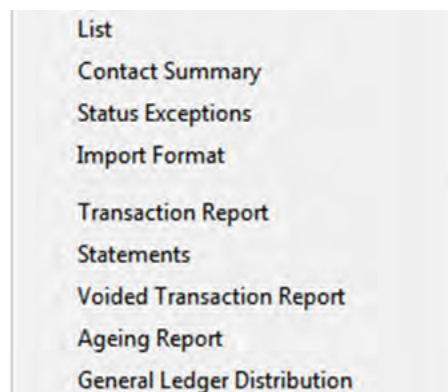 List
Contact Summary
Status Exceptions
Import Format
Transaction Report
Statements
Voided Transaction Report
Ageing Report
General Ledger Distribution